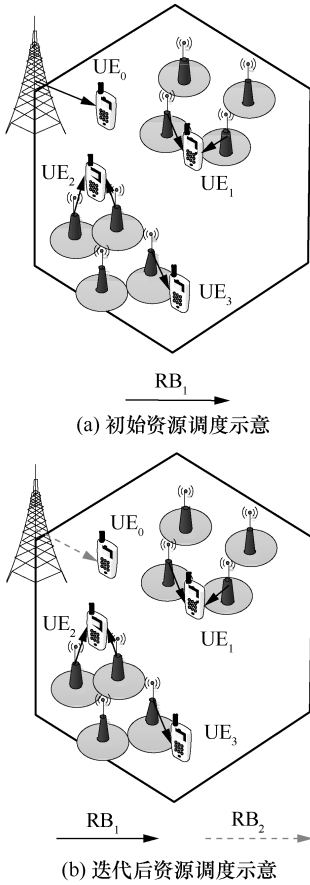 UE₀
UE₁
UE₂
UE₃
RB₁
(a) 初始资源调度示意
UE₀
UE₁
UE₂
UE₃
RB₁ RB₂
(b) 迭代后资源调度示意